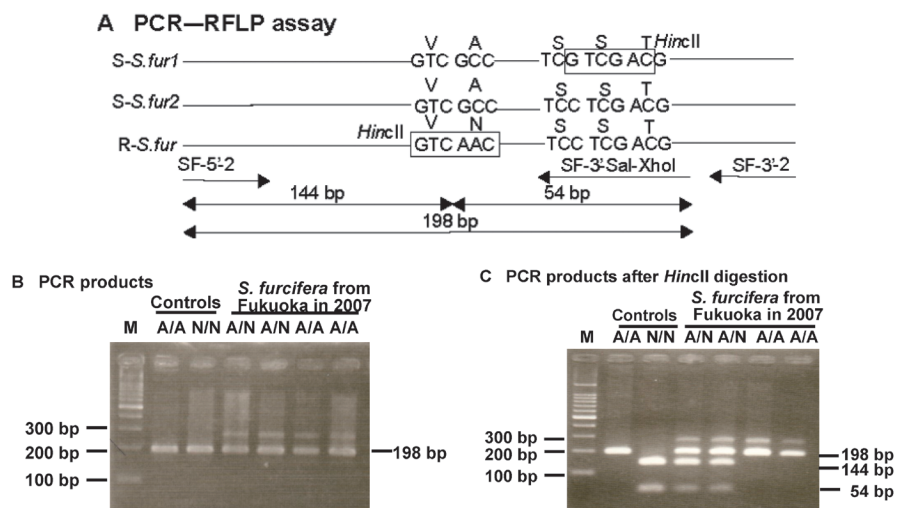 A PCR—RFLP assay
V A S S T HincII
S-S.fur1 GTC GCC TCG TCGACG
V A S S T
S-S.fur2 GTC GCC TCC TCG ACG
HincII V N S S T
R-S.fur GTC AAC TCC TCG ACG
SF-5'-2 SF-3'-Sal-XhoI SF-3'-2
144 bp 54 bp
198 bp
B PCR products
Controls S. furcifera from Fukuoka in 2007
M A/A N/N A/N A/N A/A A/A
300 bp
200 bp 198 bp
100 bp
C PCR products after HincII digestion
S. furcifera from
Controls Fukuoka in 2007
M A/A N/N A/N A/N A/A A/A
300 bp
200 bp 198 bp
144 bp
100 bp
54 bp